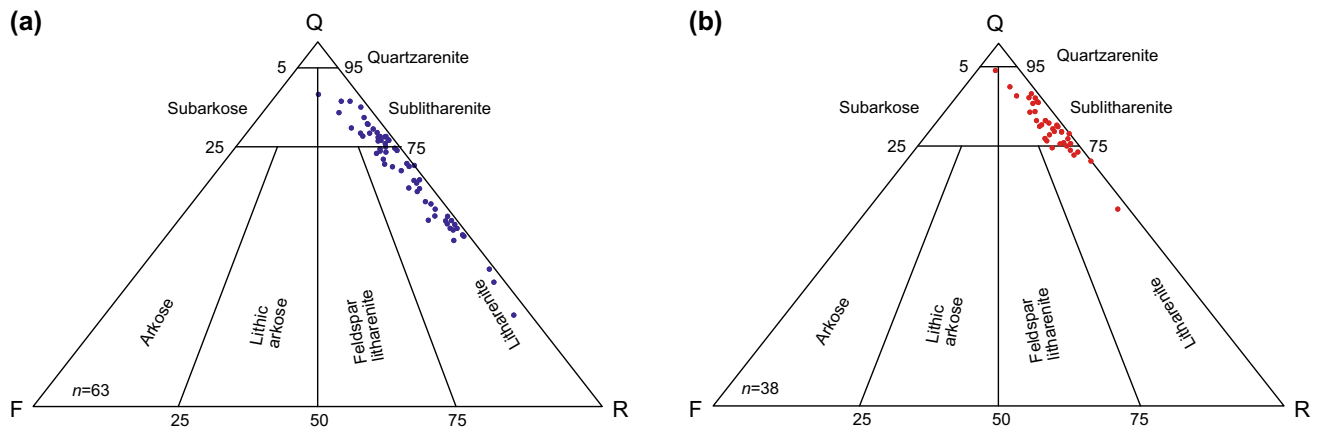 (a)
Q
5
95
Quartzarenite
Subarkose
Sublitharenite
25
75
Arkose
Lithic
arkose
Feldspar
litharenite
Litharenite
n=63
F
25
50
75
R
(b)
Q
5
95
Quartzarenite
Subarkose
Sublitharenite
25
75
Arkose
Lithic
arkose
Feldspar
litharenite
Litharenite
n=38
F
25
50
75
R